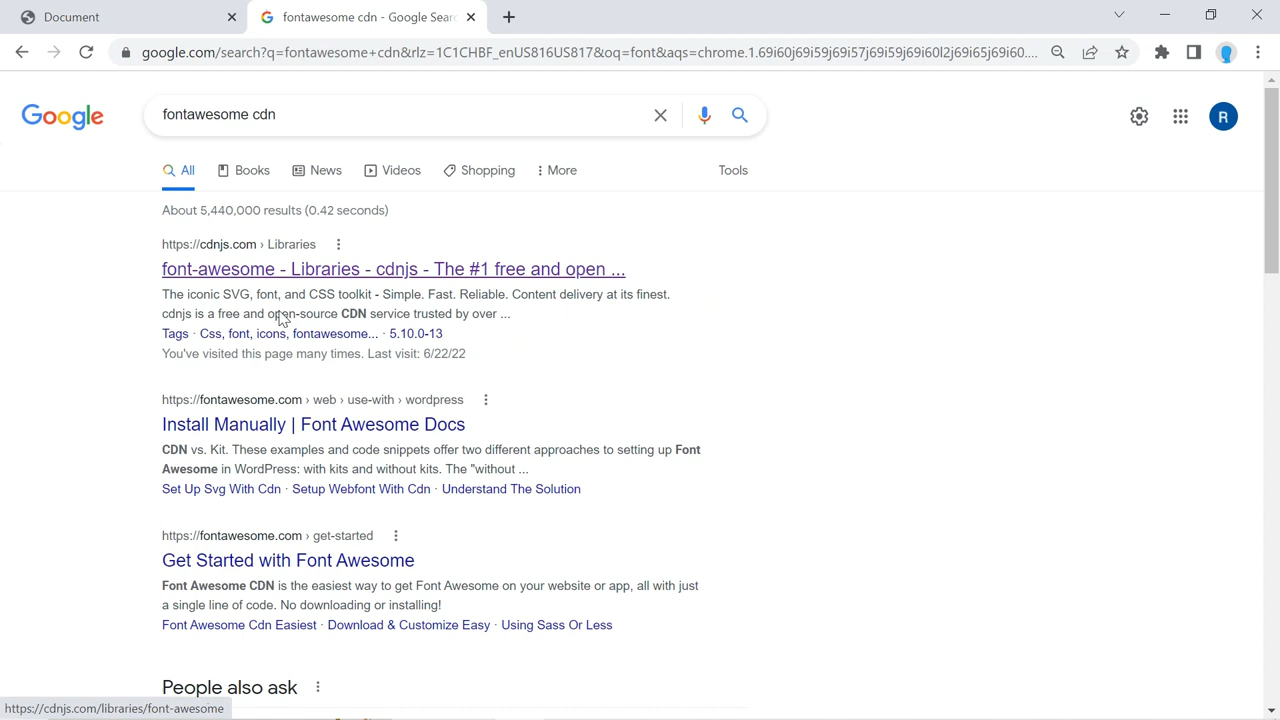 Document
fontawesome cdn - Google Sear
google.com/search?q=fontawesome+cdn&rlz=1C1CHBF_enUS816US817&oq=font&aqs=chrome.1.69i60j69i59j69i57j69i59j69i60l2j69i65j69i60....
Google
fontawesome cdn
R
All
Books
News
Videos
Shopping
More
Tools
About 5,440,000 results (0.42 seconds)
https://cdnjs.com › Libraries
font-awesome - Libraries - cdnjs - The #1 free and open ...
The iconic SVG, font, and CSS toolkit - Simple. Fast. Reliable. Content delivery at its finest.
cdnjs is a free and open-source CDN service trusted by over ...
Tags · Css, font, icons, fontawesome... · 5.10.0-13
You've visited this page many times. Last visit: 6/22/22
https://fontawesome.com › web › use-with › wordpress
Install Manually | Font Awesome Docs
CDN vs. Kit. These examples and code snippets offer two different approaches to setting up Font
Awesome in WordPress: with kits and without kits. The "without ...
Set Up Svg With Cdn · Setup Webfont With Cdn · Understand The Solution
https://fontawesome.com › get-started
Get Started with Font Awesome
Font Awesome CDN is the easiest way to get Font Awesome on your website or app, all with just
a single line of code. No downloading or installing!
Font Awesome Cdn Easiest · Download & Customize Easy · Using Sass Or Less
People also ask
https://cdnjs.com/libraries/font-awesome